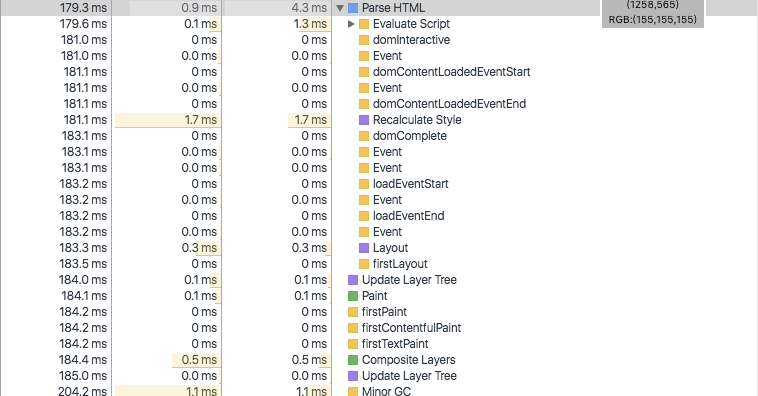 179.3 ms 0.9 ms 4.3 ms Parse HTML (1258,565)
179.6 ms 0.1 ms 1.3 ms Evaluate Script RGB:(155,155,155)
181.0 ms 0 ms 0 ms domInteractive
181.0 ms 0.0 ms 0.0 ms Event
181.1 ms 0 ms 0 ms domContentLoadedEventStart
181.1 ms 0.0 ms 0.0 ms Event
181.1 ms 0 ms 0 ms domContentLoadedEventEnd
181.1 ms 1.7 ms 1.7 ms Recalculate Style
183.1 ms 0 ms 0 ms domComplete
183.1 ms 0.0 ms 0.0 ms Event
183.1 ms 0.0 ms 0.0 ms Event
183.2 ms 0 ms 0 ms loadEventStart
183.2 ms 0.0 ms 0.0 ms Event
183.2 ms 0 ms 0 ms loadEventEnd
183.2 ms 0.0 ms 0.0 ms Event
183.3 ms 0.3 ms 0.3 ms Layout
183.5 ms 0 ms 0 ms firstLayout
184.0 ms 0.1 ms 0.1 ms Update Layer Tree
184.1 ms 0.1 ms 0.1 ms Paint
184.2 ms 0 ms 0 ms firstPaint
184.2 ms 0 ms 0 ms firstContentfulPaint
184.2 ms 0 ms 0 ms firstTextPaint
184.4 ms 0.5 ms 0.5 ms Composite Layers
185.0 ms 0.0 ms 0.0 ms Update Layer Tree
204.2 ms 1.1 ms 1.1 ms Minor GC